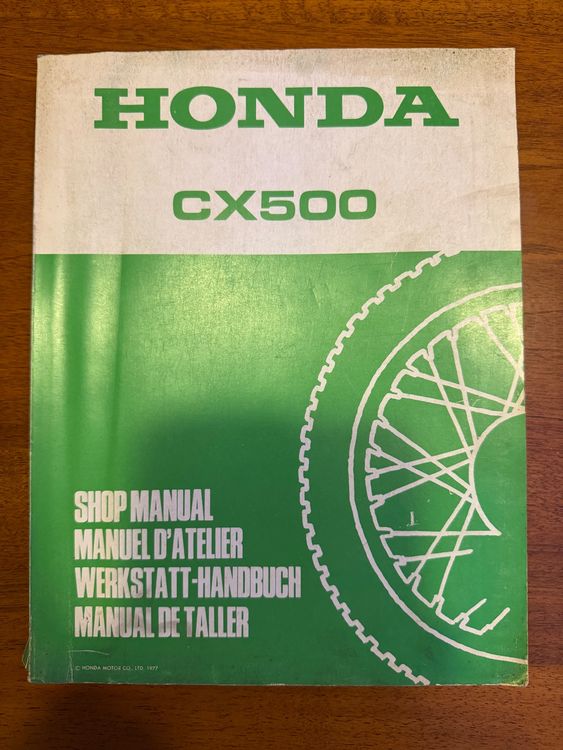 HONDA
CX500
SHOP MANUAL
MANUEL D'ATELIER
WERKSTATT-HANDBUCH
MANUAL DE TALLER
© HONDA MOTOR CO., LTD. 1977